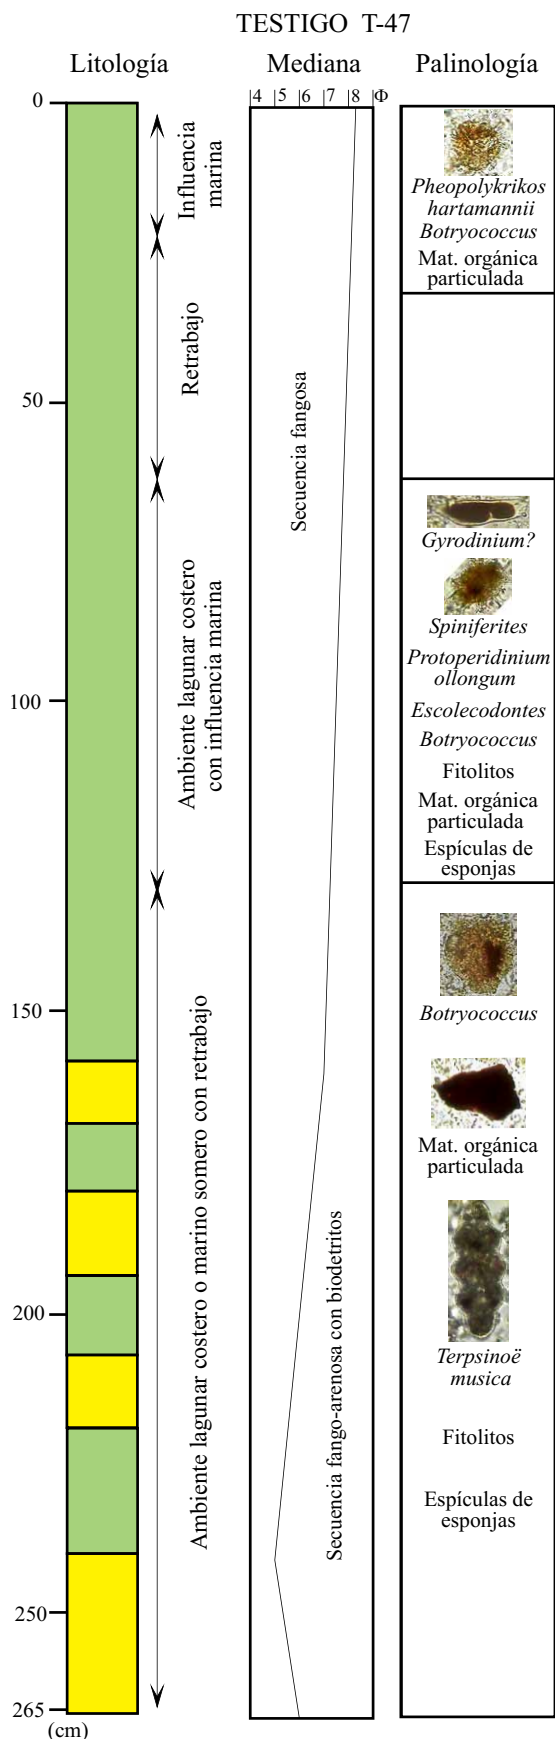 TESTIGO T-47
Litología
Mediana
Palinología
4 5 6 7 8 Φ
0
50
100
150
200
250
265
(cm)
Influencia
marina
Retrabajo
Ambiente lagunar costero
con influencia marina
Ambiente lagunar costero o marino somero con retrabajo
Secuencia fangosa
Secuencia fango-arenosa con biodetritos
Pheopolykrikos
hartamannii
Botryococcus
Mat. orgánica
particulada
Gyrodinium?
Spiniferites
Protoperidinium
ollongum
Escolecodontes
Botryococcus
Fitolitos
Mat. orgánica
particulada
Espículas de
esponjas
Botryococcus
Mat. orgánica
particulada
Terpsinoë
musica
Fitolitos
Espículas de
esponjas